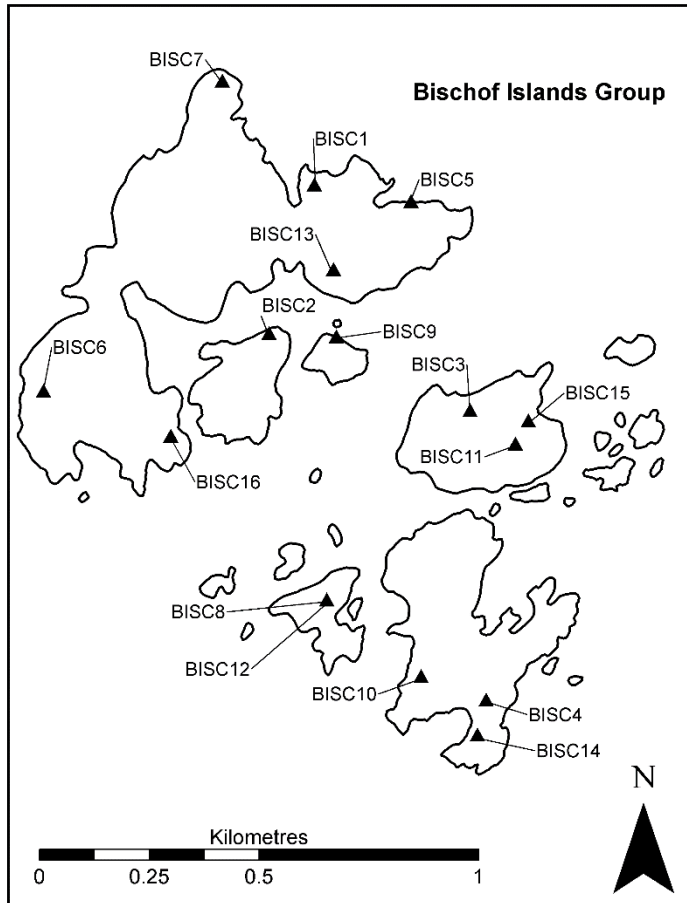 BISC7
Bischof Islands Group
BISC1
BISC5
BISC13
BISC2
BISC9
BISC6
BISC3
BISC15
BISC11
BISC16
BISC8
BISC12
BISC10
BISC4
BISC14
N
Kilometres
0 0.25 0.5 1